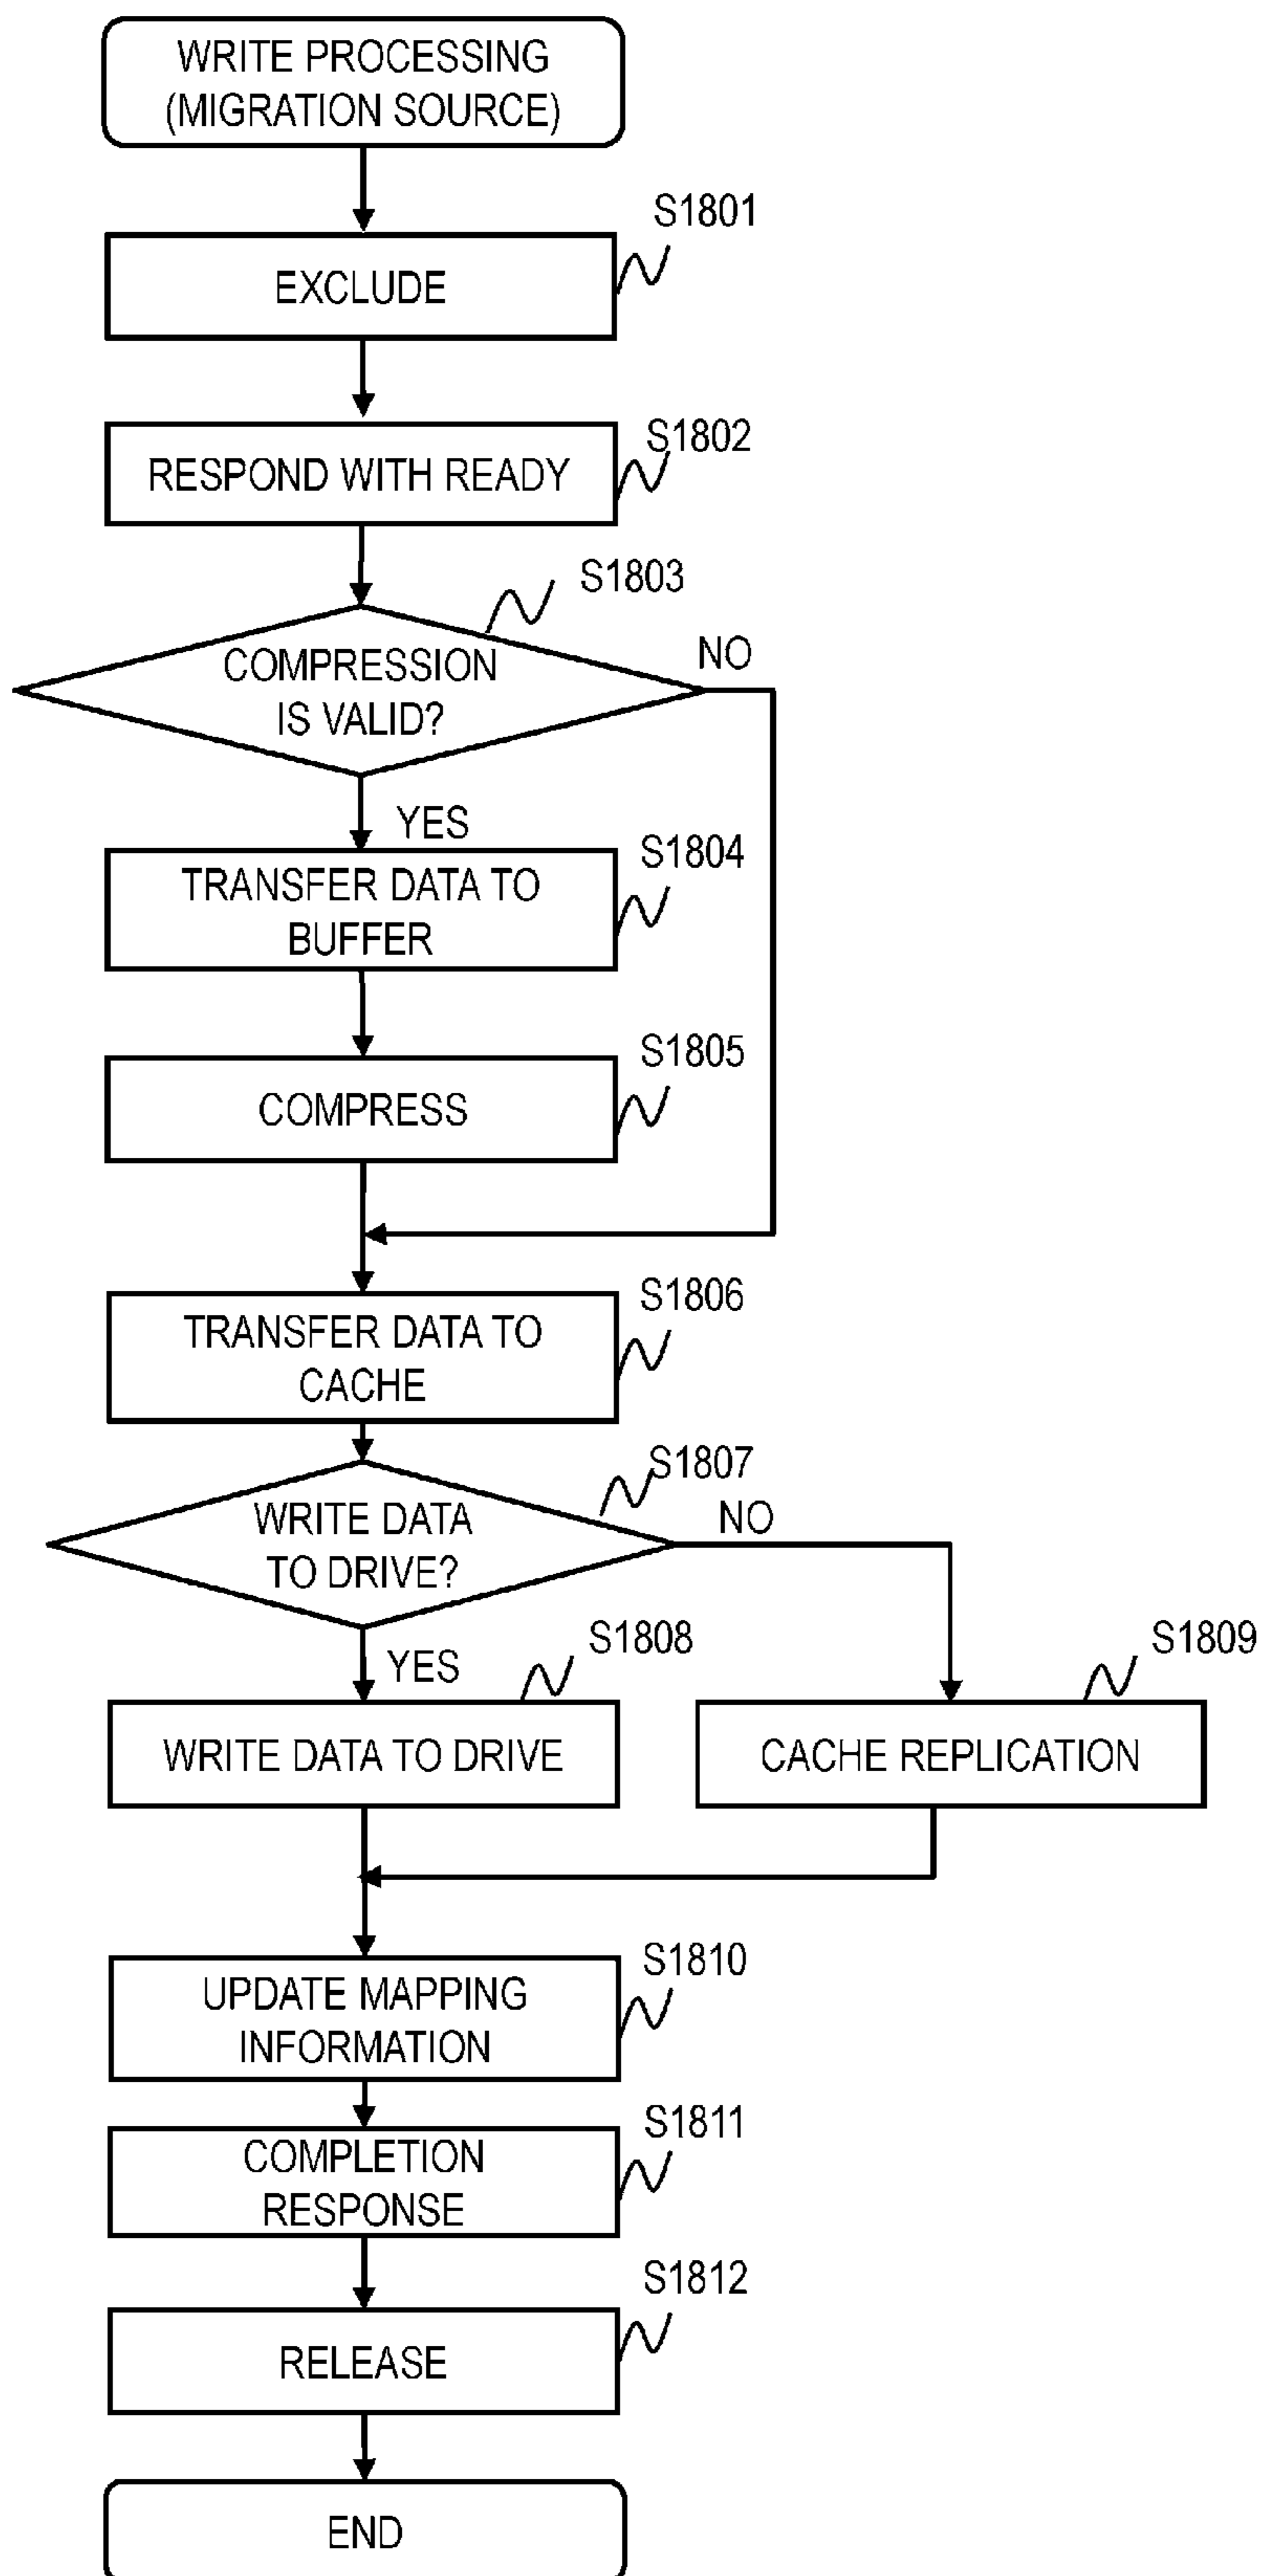 WRITE PROCESSING
(MIGRATION SOURCE)
S1801
EXCLUDE
S1802
RESPOND WITH READY
S1803
COMPRESSION
IS VALID?
NO
YES
S1804
TRANSFER DATA TO
BUFFER
S1805
COMPRESS
S1806
TRANSFER DATA TO
CACHE
S1807
WRITE DATA
TO DRIVE?
NO
YES
S1808
S1809
WRITE DATA TO DRIVE
CACHE REPLICATION
S1810
UPDATE MAPPING
INFORMATION
S1811
COMPLETION
RESPONSE
S1812
RELEASE
END